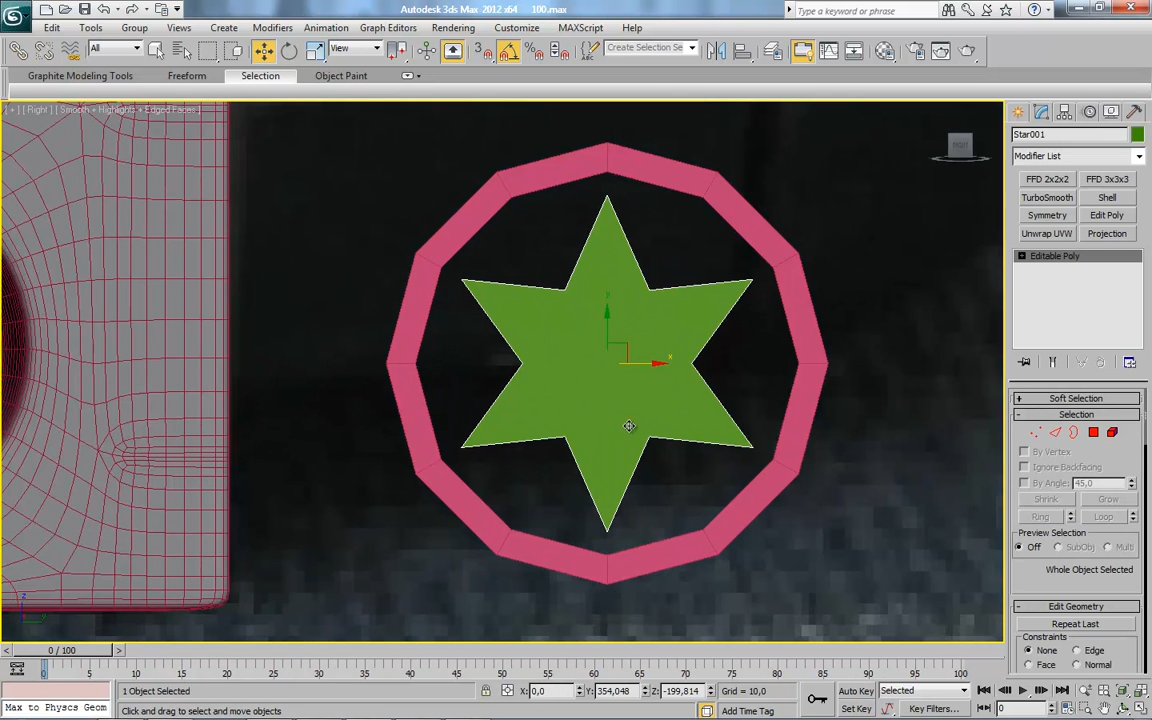 Autodesk 3ds Max 2012 x64    100.max
Type a keyword or phrase
Edit Tools Group Views Create Modifiers Animation Graph Editors Rendering Customize MAXScript Help
All View Create Selection Se
Graphite Modeling Tools Freeform Selection Object Paint
[ + ] [ Right ] [ Smooth + Highlights + Edged Faces ]
Star001
Modifier List
FFD 2x2x2 FFD 3x3x3
TurboSmooth Shell
Symmetry Edit Poly
Unwrap UVW Projection
Editable Poly
y
x
z
y
Soft Selection
Selection
By Vertex
Ignore Backfacing
By Angle: 45,0
Shrink Grow
Ring Loop
Preview Selection
Off SubObj Multi
Whole Object Selected
Edit Geometry
Repeat Last
Constraints
None Edge
Face Normal
0 / 100
0 5 10 15 20 25 30 35 40 45 50 55 60 65 70 75 80 85 90 95 100
1 Object Selected X: 0,0 Y: 354,048 Z: -199,814 Grid = 10,0 Auto Key Selected
Max to Physcs Geom Click and drag to select and move objects Add Time Tag Set Key Key Filters... 0